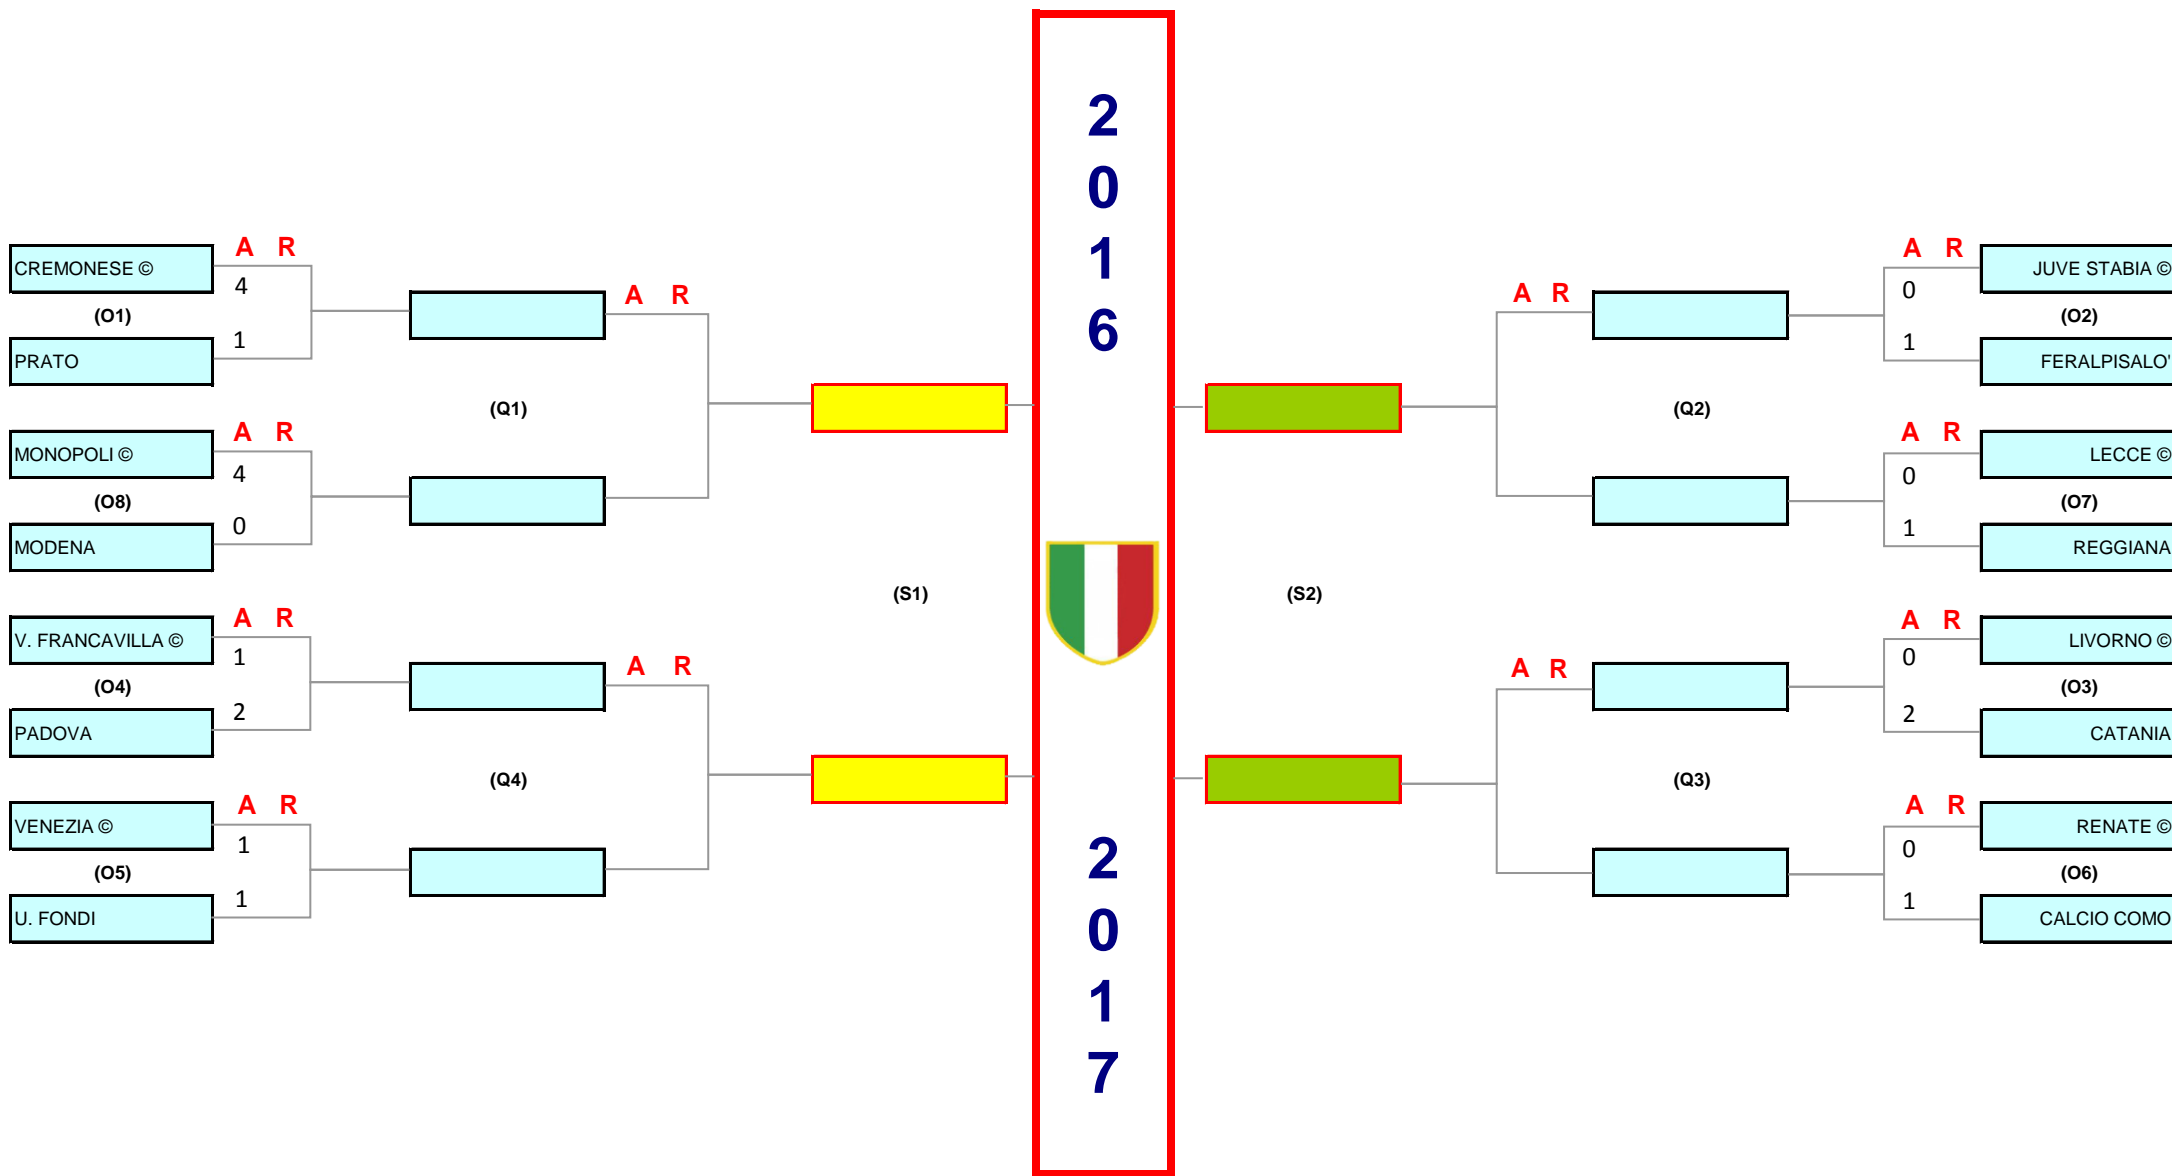 2
0
1
6
A R
CREMONESE ©
4
(O1)
1
PRATO
A R
MONOPOLI ©
4
(O8)
0
MODENA
A R
V. FRANCAVILLA ©
1
(O4)
2
PADOVA
A R
VENEZIA ©
1
(O5)
1
U. FONDI
A R
(Q1)
A R
(Q4)
(S1)
(S2)
A R
(Q2)
A R
(Q3)
A R
JUVE STABIA ©
0
(O2)
1
FERALPISALO'
A R
LECCE ©
0
(O7)
1
REGGIANA
A R
LIVORNO ©
0
(O3)
2
CATANIA
A R
RENATE ©
0
(O6)
1
CALCIO COMO
2
0
1
7